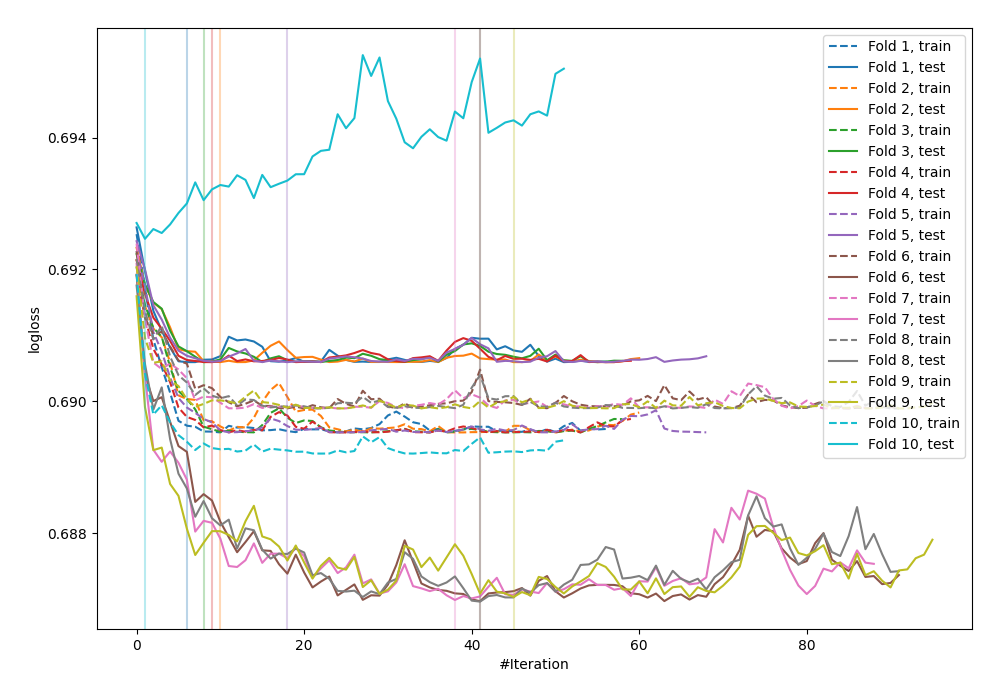 0.694
0.692
0.690
0.688
logloss
0
20
40
60
80
#Iteration
Fold 1, train
Fold 1, test
Fold 2, train
Fold 2, test
Fold 3, train
Fold 3, test
Fold 4, train
Fold 4, test
Fold 5, train
Fold 5, test
Fold 6, train
Fold 6, test
Fold 7, train
Fold 7, test
Fold 8, train
Fold 8, test
Fold 9, train
Fold 9, test
Fold 10, train
Fold 10, test